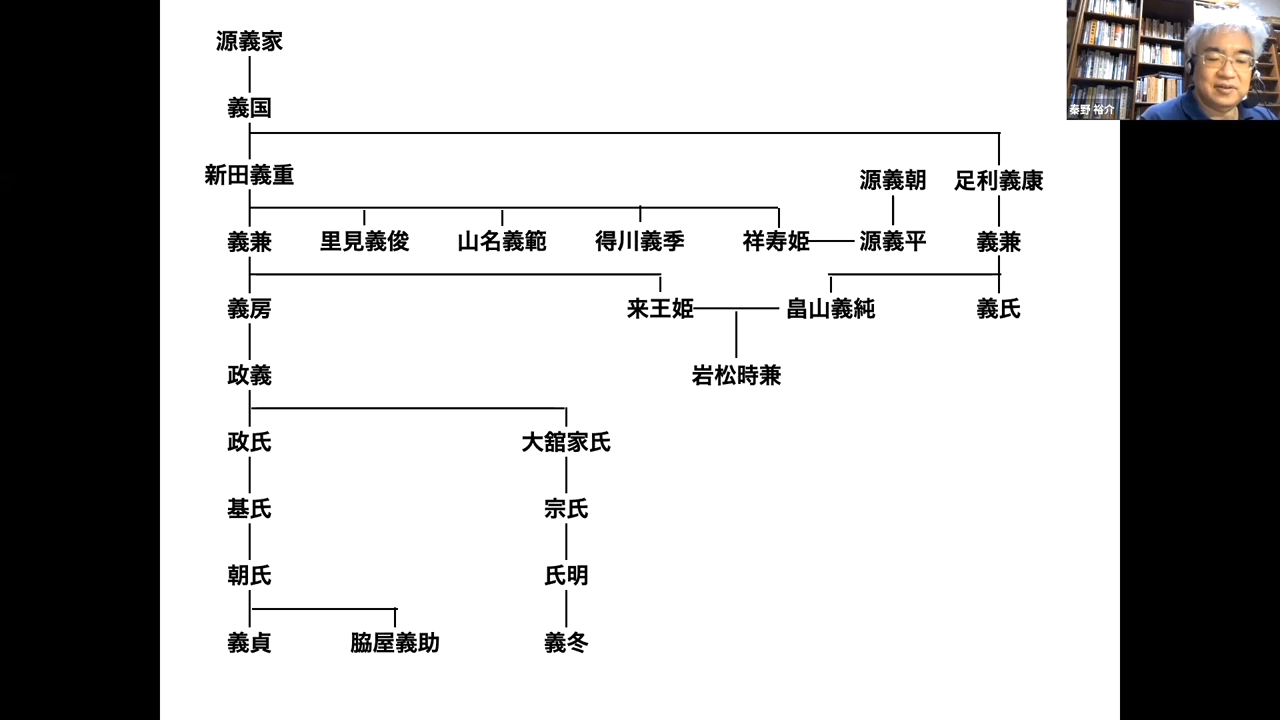 源義家
義国
新田義重
源義朝 足利義康
義兼 里見義俊 山名義範 得川義季 祥寿姫 源義平 義兼
義房 来王姫 畠山義純 義氏
政義 岩松時兼
政氏 大舘家氏
基氏 宗氏
朝氏 氏明
義貞 脇屋義助 義冬
秦野 裕介